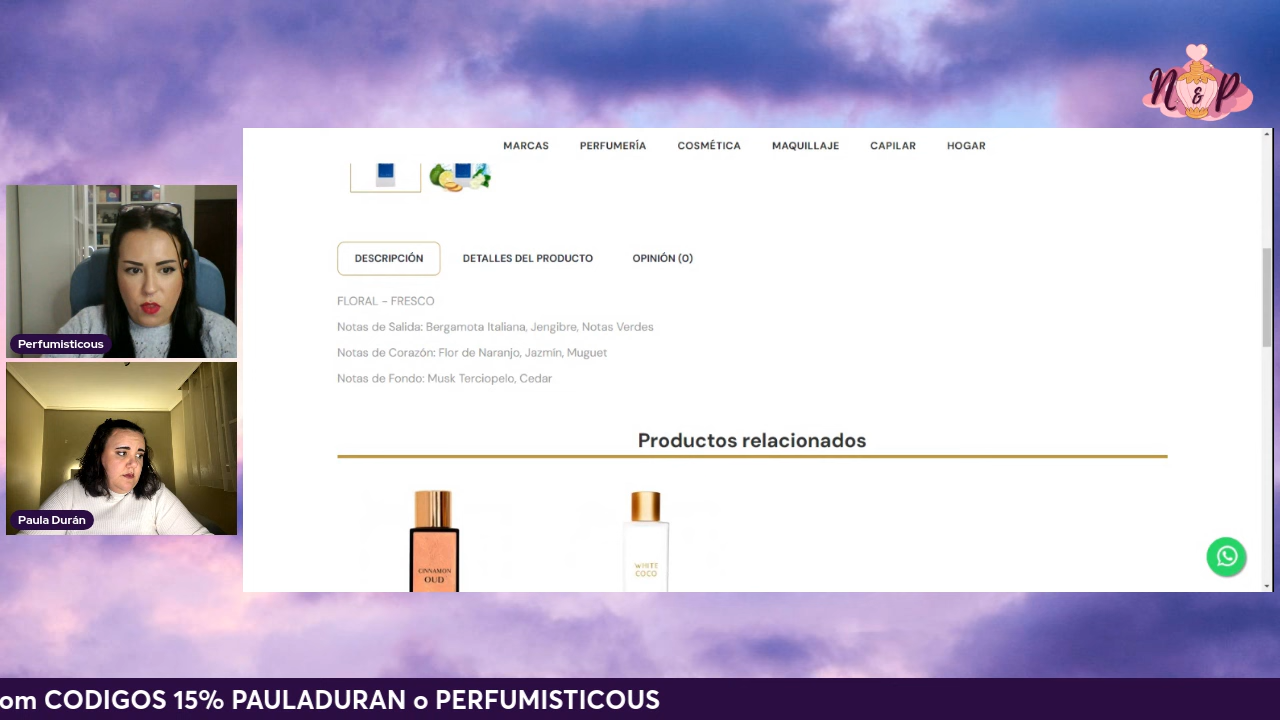 N & P
MARCAS PERFUMERÍA COSMÉTICA MAQUILLAJE CAPILAR HOGAR
DESCRIPCIÓN DETALLES DEL PRODUCTO OPINIÓN (0)
FLORAL - FRESCO
Notas de Salida: Bergamota Italiana, Jengibre, Notas Verdes
Notas de Corazón: Flor de Naranjo, Jazmín, Muguet
Notas de Fondo: Musk Terciopelo, Cedar
Productos relacionados
CINNAMON
OUD
WHITE
COCO
Perfumisticous
Paula Durán
om CODIGOS 15% PAULADURAN o PERFUMISTICOUS